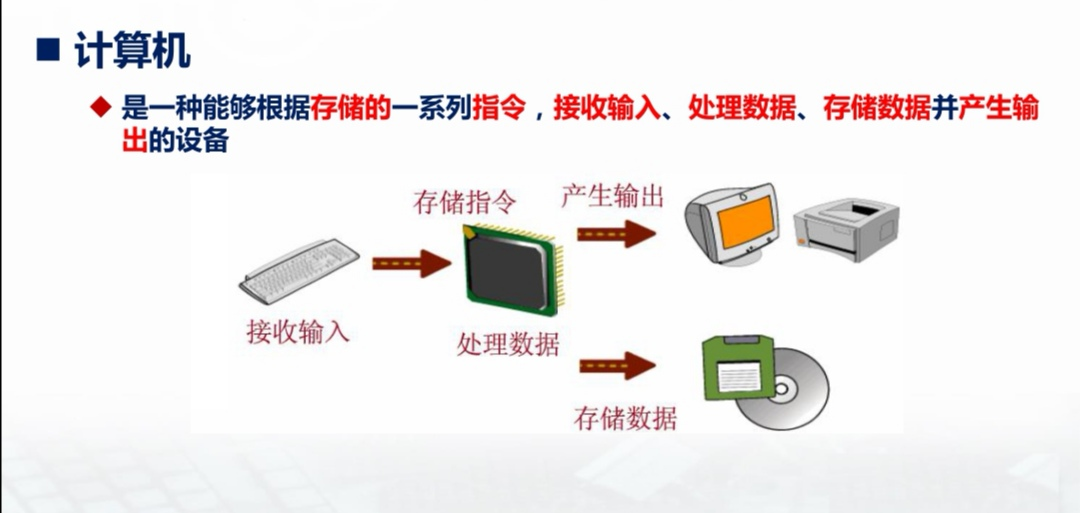 计算机
是一种能够根据存储的一系列指令，接收输入、处理数据、存储数据并产生输
出的设备
存储指令
产生输出
接收输入
处理数据
存储数据